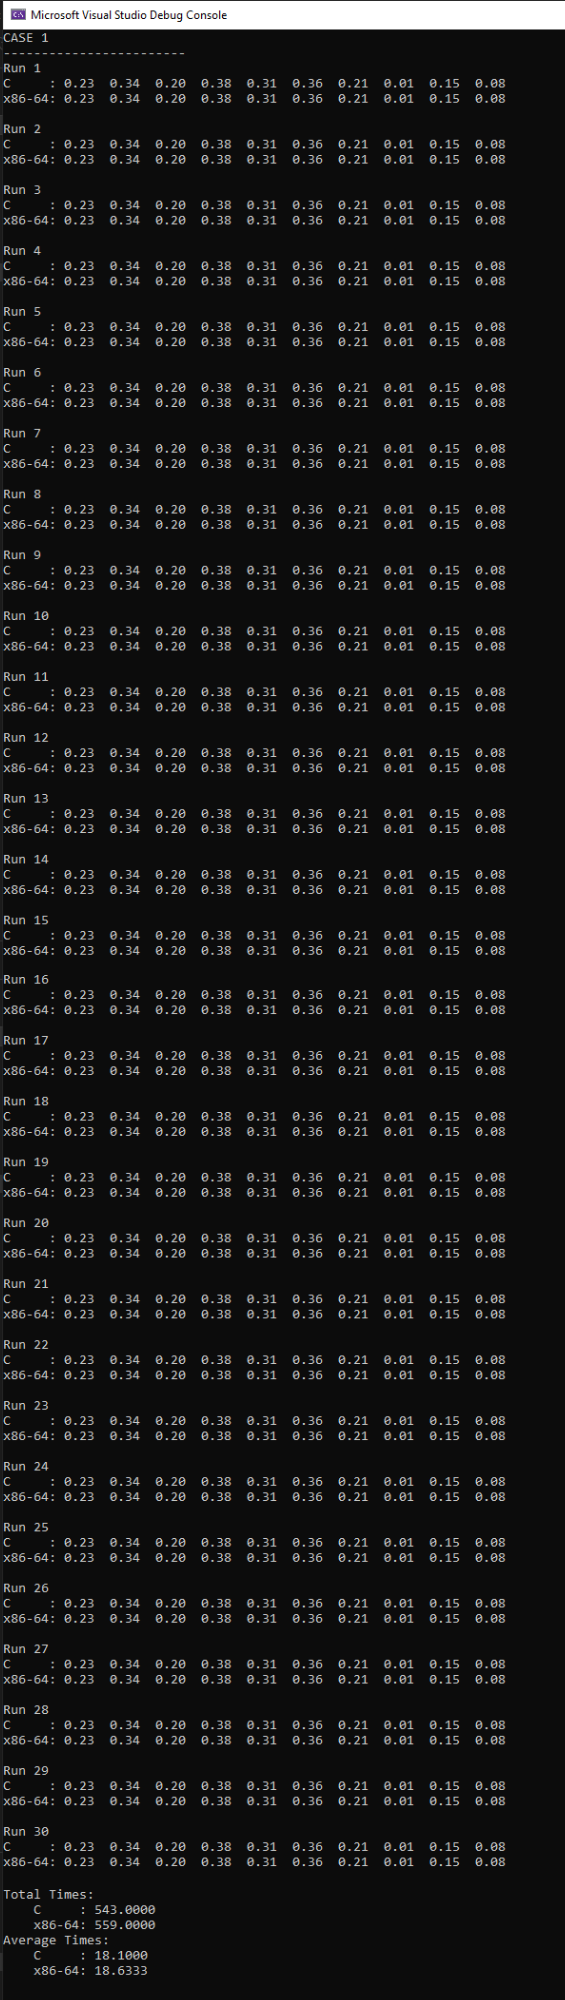 Microsoft Visual Studio Debug Console
CASE 1
------------------------
Run 1
C     : 0.23  0.34  0.20  0.38  0.31  0.36  0.21  0.01  0.15  0.08
x86-64: 0.23  0.34  0.20  0.38  0.31  0.36  0.21  0.01  0.15  0.08
Run 2
C     : 0.23  0.34  0.20  0.38  0.31  0.36  0.21  0.01  0.15  0.08
x86-64: 0.23  0.34  0.20  0.38  0.31  0.36  0.21  0.01  0.15  0.08
Run 3
C     : 0.23  0.34  0.20  0.38  0.31  0.36  0.21  0.01  0.15  0.08
x86-64: 0.23  0.34  0.20  0.38  0.31  0.36  0.21  0.01  0.15  0.08
Run 4
C     : 0.23  0.34  0.20  0.38  0.31  0.36  0.21  0.01  0.15  0.08
x86-64: 0.23  0.34  0.20  0.38  0.31  0.36  0.21  0.01  0.15  0.08
Run 5
C     : 0.23  0.34  0.20  0.38  0.31  0.36  0.21  0.01  0.15  0.08
x86-64: 0.23  0.34  0.20  0.38  0.31  0.36  0.21  0.01  0.15  0.08
Run 6
C     : 0.23  0.34  0.20  0.38  0.31  0.36  0.21  0.01  0.15  0.08
x86-64: 0.23  0.34  0.20  0.38  0.31  0.36  0.21  0.01  0.15  0.08
Run 7
C     : 0.23  0.34  0.20  0.38  0.31  0.36  0.21  0.01  0.15  0.08
x86-64: 0.23  0.34  0.20  0.38  0.31  0.36  0.21  0.01  0.15  0.08
Run 8
C     : 0.23  0.34  0.20  0.38  0.31  0.36  0.21  0.01  0.15  0.08
x86-64: 0.23  0.34  0.20  0.38  0.31  0.36  0.21  0.01  0.15  0.08
Run 9
C     : 0.23  0.34  0.20  0.38  0.31  0.36  0.21  0.01  0.15  0.08
x86-64: 0.23  0.34  0.20  0.38  0.31  0.36  0.21  0.01  0.15  0.08
Run 10
C     : 0.23  0.34  0.20  0.38  0.31  0.36  0.21  0.01  0.15  0.08
x86-64: 0.23  0.34  0.20  0.38  0.31  0.36  0.21  0.01  0.15  0.08
Run 11
C     : 0.23  0.34  0.20  0.38  0.31  0.36  0.21  0.01  0.15  0.08
x86-64: 0.23  0.34  0.20  0.38  0.31  0.36  0.21  0.01  0.15  0.08
Run 12
C     : 0.23  0.34  0.20  0.38  0.31  0.36  0.21  0.01  0.15  0.08
x86-64: 0.23  0.34  0.20  0.38  0.31  0.36  0.21  0.01  0.15  0.08
Run 13
C     : 0.23  0.34  0.20  0.38  0.31  0.36  0.21  0.01  0.15  0.08
x86-64: 0.23  0.34  0.20  0.38  0.31  0.36  0.21  0.01  0.15  0.08
Run 14
C     : 0.23  0.34  0.20  0.38  0.31  0.36  0.21  0.01  0.15  0.08
x86-64: 0.23  0.34  0.20  0.38  0.31  0.36  0.21  0.01  0.15  0.08
Run 15
C     : 0.23  0.34  0.20  0.38  0.31  0.36  0.21  0.01  0.15  0.08
x86-64: 0.23  0.34  0.20  0.38  0.31  0.36  0.21  0.01  0.15  0.08
Run 16
C     : 0.23  0.34  0.20  0.38  0.31  0.36  0.21  0.01  0.15  0.08
x86-64: 0.23  0.34  0.20  0.38  0.31  0.36  0.21  0.01  0.15  0.08
Run 17
C     : 0.23  0.34  0.20  0.38  0.31  0.36  0.21  0.01  0.15  0.08
x86-64: 0.23  0.34  0.20  0.38  0.31  0.36  0.21  0.01  0.15  0.08
Run 18
C     : 0.23  0.34  0.20  0.38  0.31  0.36  0.21  0.01  0.15  0.08
x86-64: 0.23  0.34  0.20  0.38  0.31  0.36  0.21  0.01  0.15  0.08
Run 19
C     : 0.23  0.34  0.20  0.38  0.31  0.36  0.21  0.01  0.15  0.08
x86-64: 0.23  0.34  0.20  0.38  0.31  0.36  0.21  0.01  0.15  0.08
Run 20
C     : 0.23  0.34  0.20  0.38  0.31  0.36  0.21  0.01  0.15  0.08
x86-64: 0.23  0.34  0.20  0.38  0.31  0.36  0.21  0.01  0.15  0.08
Run 21
C     : 0.23  0.34  0.20  0.38  0.31  0.36  0.21  0.01  0.15  0.08
x86-64: 0.23  0.34  0.20  0.38  0.31  0.36  0.21  0.01  0.15  0.08
Run 22
C     : 0.23  0.34  0.20  0.38  0.31  0.36  0.21  0.01  0.15  0.08
x86-64: 0.23  0.34  0.20  0.38  0.31  0.36  0.21  0.01  0.15  0.08
Run 23
C     : 0.23  0.34  0.20  0.38  0.31  0.36  0.21  0.01  0.15  0.08
x86-64: 0.23  0.34  0.20  0.38  0.31  0.36  0.21  0.01  0.15  0.08
Run 24
C     : 0.23  0.34  0.20  0.38  0.31  0.36  0.21  0.01  0.15  0.08
x86-64: 0.23  0.34  0.20  0.38  0.31  0.36  0.21  0.01  0.15  0.08
Run 25
C     : 0.23  0.34  0.20  0.38  0.31  0.36  0.21  0.01  0.15  0.08
x86-64: 0.23  0.34  0.20  0.38  0.31  0.36  0.21  0.01  0.15  0.08
Run 26
C     : 0.23  0.34  0.20  0.38  0.31  0.36  0.21  0.01  0.15  0.08
x86-64: 0.23  0.34  0.20  0.38  0.31  0.36  0.21  0.01  0.15  0.08
Run 27
C     : 0.23  0.34  0.20  0.38  0.31  0.36  0.21  0.01  0.15  0.08
x86-64: 0.23  0.34  0.20  0.38  0.31  0.36  0.21  0.01  0.15  0.08
Run 28
C     : 0.23  0.34  0.20  0.38  0.31  0.36  0.21  0.01  0.15  0.08
x86-64: 0.23  0.34  0.20  0.38  0.31  0.36  0.21  0.01  0.15  0.08
Run 29
C     : 0.23  0.34  0.20  0.38  0.31  0.36  0.21  0.01  0.15  0.08
x86-64: 0.23  0.34  0.20  0.38  0.31  0.36  0.21  0.01  0.15  0.08
Run 30
C     : 0.23  0.34  0.20  0.38  0.31  0.36  0.21  0.01  0.15  0.08
x86-64: 0.23  0.34  0.20  0.38  0.31  0.36  0.21  0.01  0.15  0.08
Total Times:
    C     : 543.0000
    x86-64: 559.0000
Average Times:
    C     : 18.1000
    x86-64: 18.6333